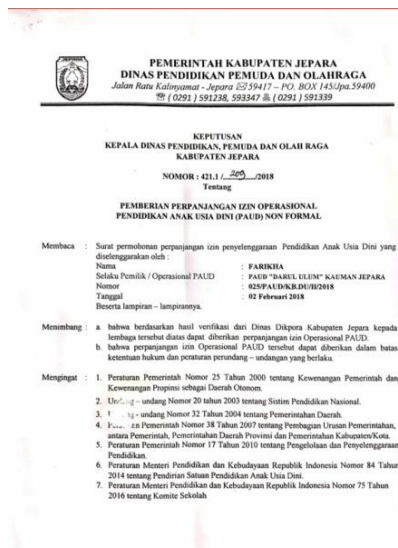 JEPARA
PEMERINTAH KABUPATEN JEPARA
DINAS PENDIDIKAN PEMUDA DAN OLAHRAGA
Jalan Ratu Kalinyamat - Jepara ✉ 59417 – PO. BOX 145/Jpa.59400
☎ ( 0291 ) 591238, 593347 ( 0291 ) 591339
KEPUTUSAN
KEPALA DINAS PENDIDIKAN, PEMUDA DAN OLAH RAGA
KABUPATEN JEPARA
NOMOR : 421.1 / 209 /2018
Tentang
PEMBERIAN PERPANJANGAN IZIN OPERASIONAL
PENDIDIKAN ANAK USIA DINI (PAUD) NON FORMAL
Membaca : Surat permohonan perpanjangan izin penyelenggaraan Pendidikan Anak Usia Dini yang
diselenggarakan oleh :
Nama : FARIKHA
Selaku Pemilik / Operasional PAUD : PAUD "DARUL ULUM" KAUMAN JEPARA
Nomor : 025/PAUD/KB.DU/II/2018
Tanggal : 02 Februari 2018
Beserta lampiran – lampirannya.
Menimbang : a. bahwa berdasarkan hasil verifikasi dari Dinas Dikpora Kabupaten Jepara kepada
lembaga tersebut diatas dapat diberikan perpanjangan izin Operasional PAUD.
b. bahwa perpanjangan izin Operasional PAUD tersebut dapat diberikan dalam batas
ketentuan hukum dan peraturan perundang – undangan yang berlaku.
Mengingat : 1. Peraturan Pemerintah Nomor 25 Tahun 2000 tentang Kewenangan Pemerintah dan
Kewenangan Propinsi sebagai Daerah Otonom.
2. - undang Nomor 20 tahun 2003 tentang Sistim Pendidikan Nasional.
3. - undang Nomor 32 Tahun 2004 tentang Pemerintahan Daerah.
4. Pemerintah Nomor 38 Tahun 2007 tentang Pembagian Urusan Pemerintahan,
antara Pemerintah, Pemerintahan Daerah Provinsi dan Pemerintahan Kabupaten/Kota.
5. Peraturan Pemerintah Nomor 17 Tahun 2010 tentang Pengelolaan dan Penyelenggaraan
Pendidikan.
6. Peraturan Menteri Pendidikan dan Kebudayaan Republik Indonesia Nomor 84 Tahun
2014 tentang Pendirian Satuan Pendidikan Anak Usia Dini.
7. Peraturan Menteri Pendidikan dan Kebudayaan Republik Indonesia Nomor 75 Tahun
2016 tentang Komite Sekolah